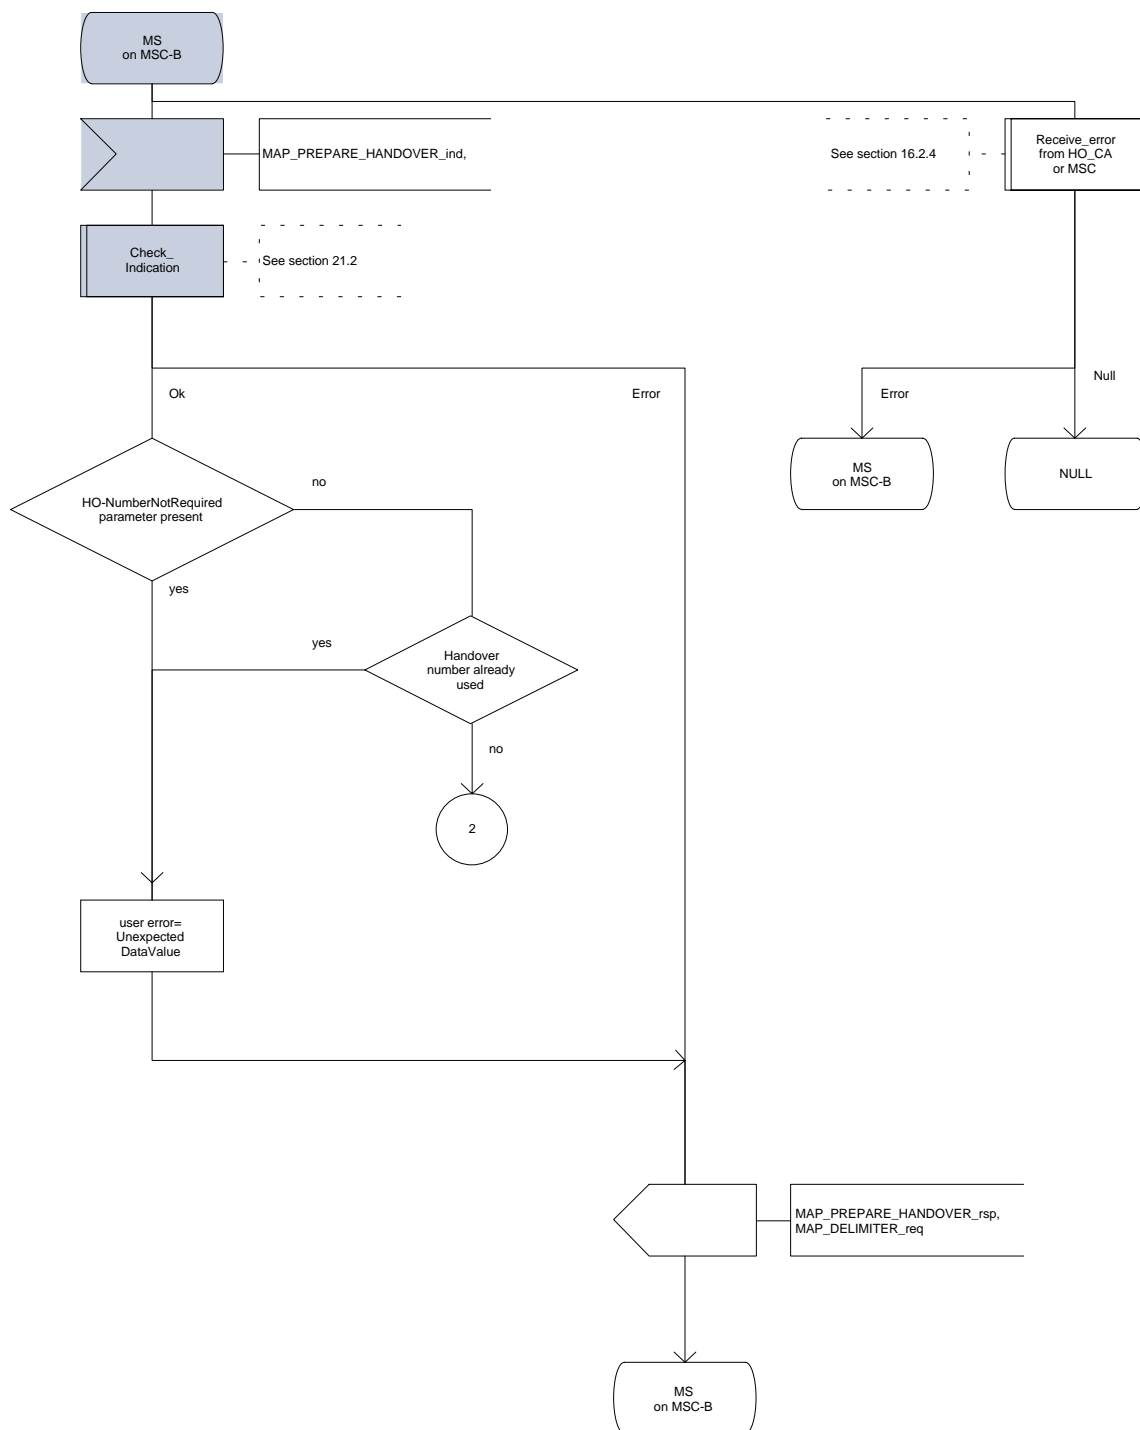 MS
on MSC-B
MAP_PREPARE_HANDOVER_ind,
See section 16.2.4
Receive_error
from HO_CA
or MSC
Check_
Indication
See section 21.2
Ok
Error
Error
Null
MS
on MSC-B
NULL
HO-NumberNotRequired
parameter present
no
yes
yes
Handover
number already
used
no
2
user error=
Unexpected
DataValue
MAP_PREPARE_HANDOVER_rsp,
MAP_DELIMITER_req
MS
on MSC-B